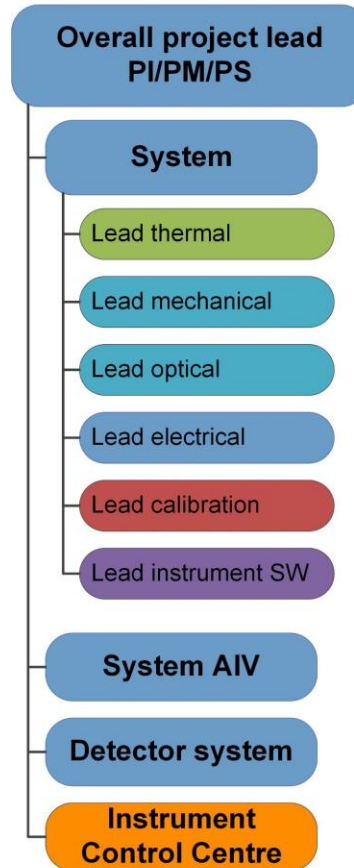 Overall project lead
PI/PM/PS
System
Lead thermal
Lead mechanical
Lead optical
Lead electrical
Lead calibration
Lead instrument SW
System AIV
Detector system
Instrument
Control Centre